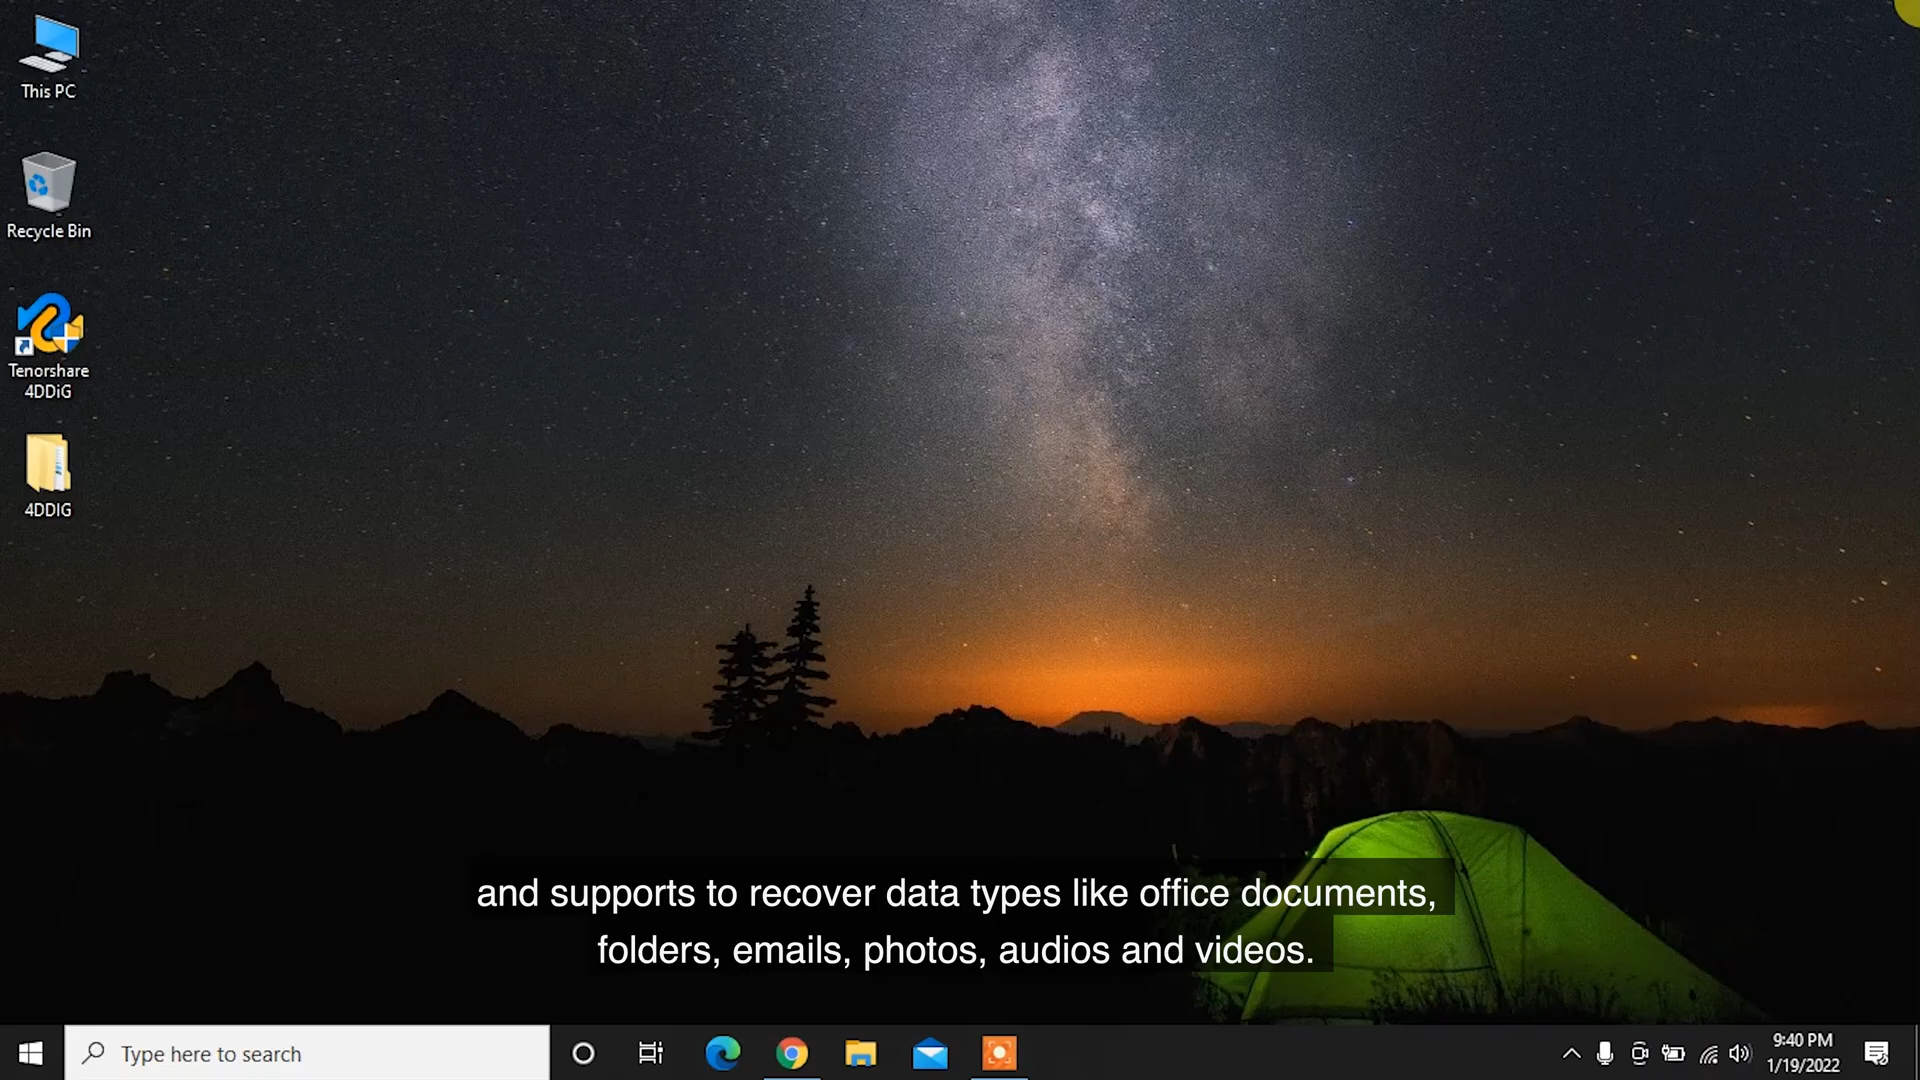 This PC
Recycle Bin
Tenorshare
4DDiG
4DDIG
and supports to recover data types like office documents,
folders, emails, photos, audios and videos.
Type here to search
9:40 PM
1/19/2022